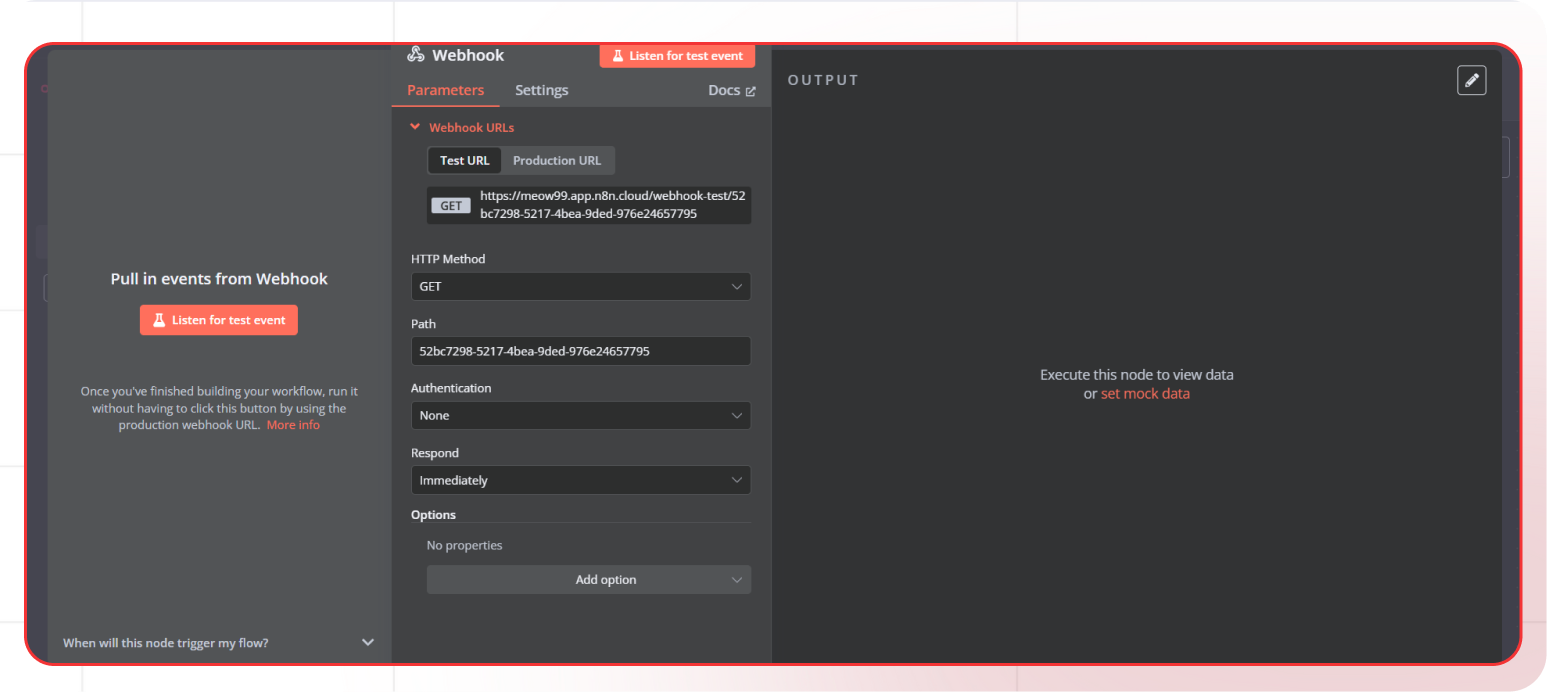 Pull in events from Webhook
Listen for test event
Once you've finished building your workflow, run it
without having to click this button by using the
production webhook URL. More info
When will this node trigger my flow?
Webhook
Listen for test event
Parameters
Settings
Docs
Webhook URLs
Test URL
Production URL
GET
https://meow99.app.n8n.cloud/webhook-test/52
bc7298-5217-4bea-9ded-976e24657795
HTTP Method
GET
Path
52bc7298-5217-4bea-9ded-976e24657795
Authentication
None
Respond
Immediately
Options
No properties
Add option
OUTPUT
Execute this node to view data
or set mock data